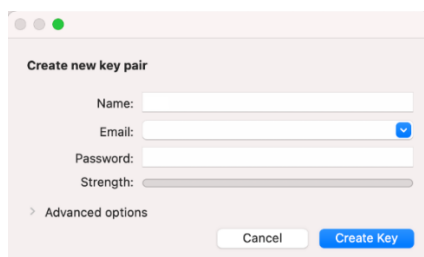 Create new key pair
Name:
Email:
Password:
Strength:
Advanced options
Cancel Create Key